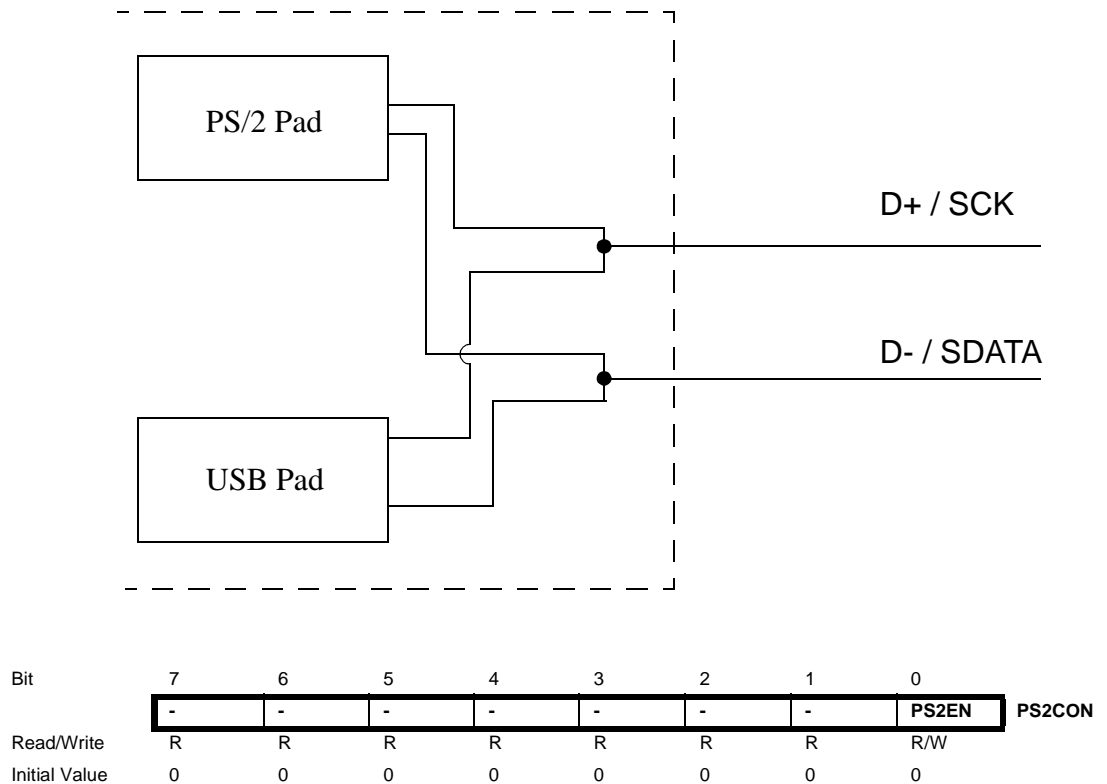 PS/2 Pad
D+ / SCK
D- / SDATA
USB Pad
Bit 7 6 5 4 3 2 1 0
- - - - - - - PS2EN PS2CON
Read/Write R R R R R R R R/W
Initial Value 0 0 0 0 0 0 0 0